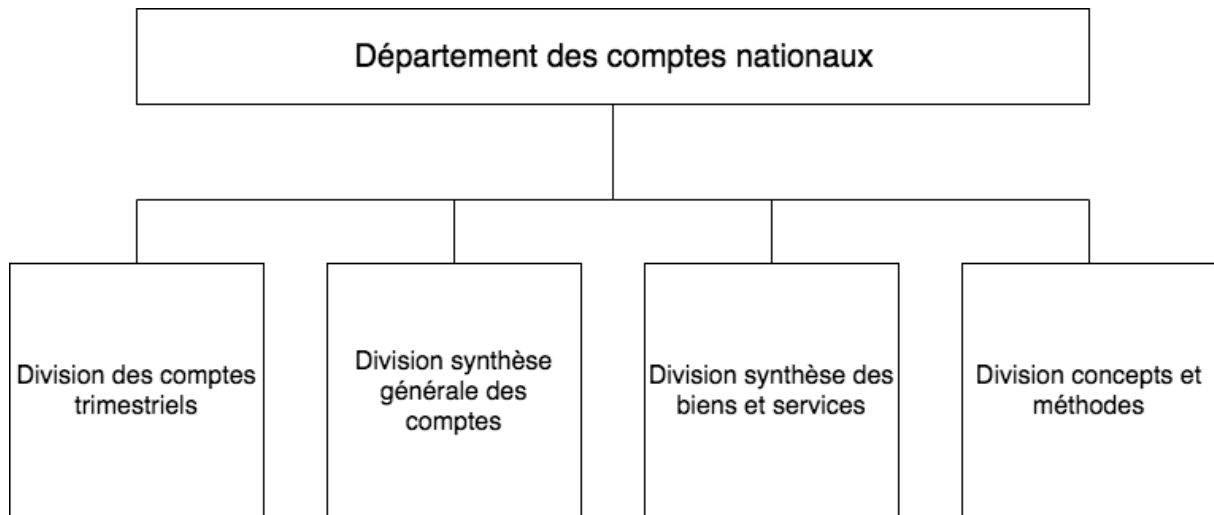 Département des comptes nationaux
Division des comptes
trimestriels
Division synthèse
générale des
comptes
Division synthèse des
biens et services
Division concepts et
méthodes